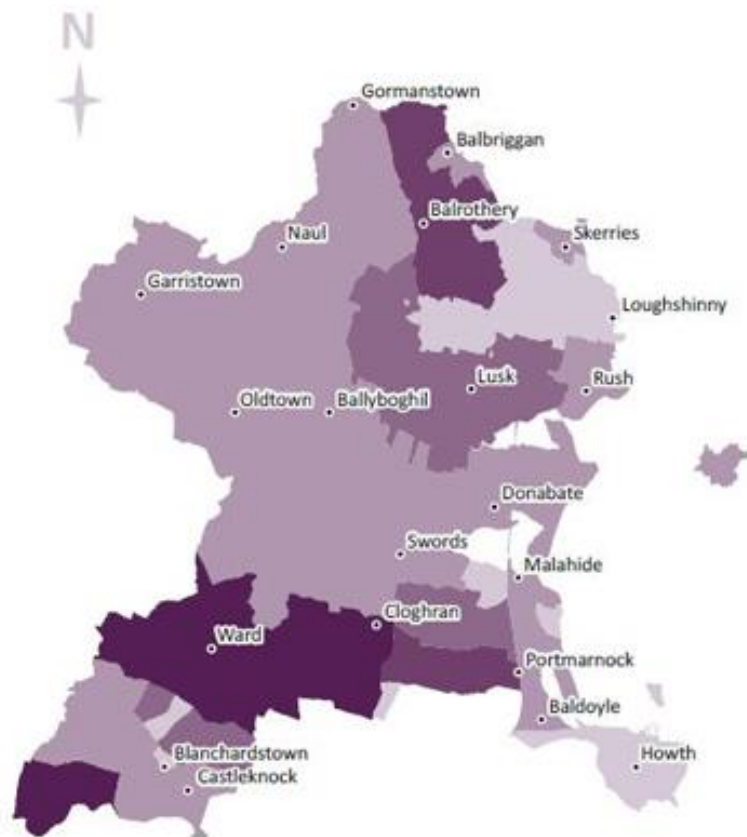 N
Gormanstown
Balbriggan
Balrothery
Naul
Skerries
Garristown
Loughshinny
Lusk
Rush
Oldtown
Ballyboghil
Donabate
Swords
Malahide
Cloghran
Ward
Portmarnock
Baldoyle
Blanchardstown
Howth
Castleknock